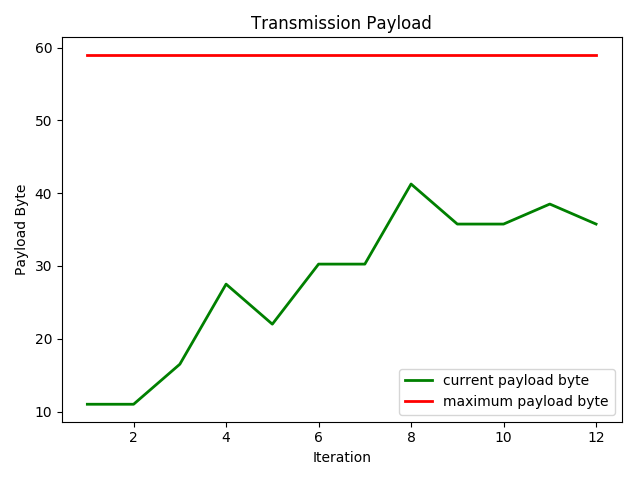 Transmission Payload
60
50
40
30
20
10
Payload Byte
current payload byte
maximum payload byte
2 4 6 8 10 12
Iteration